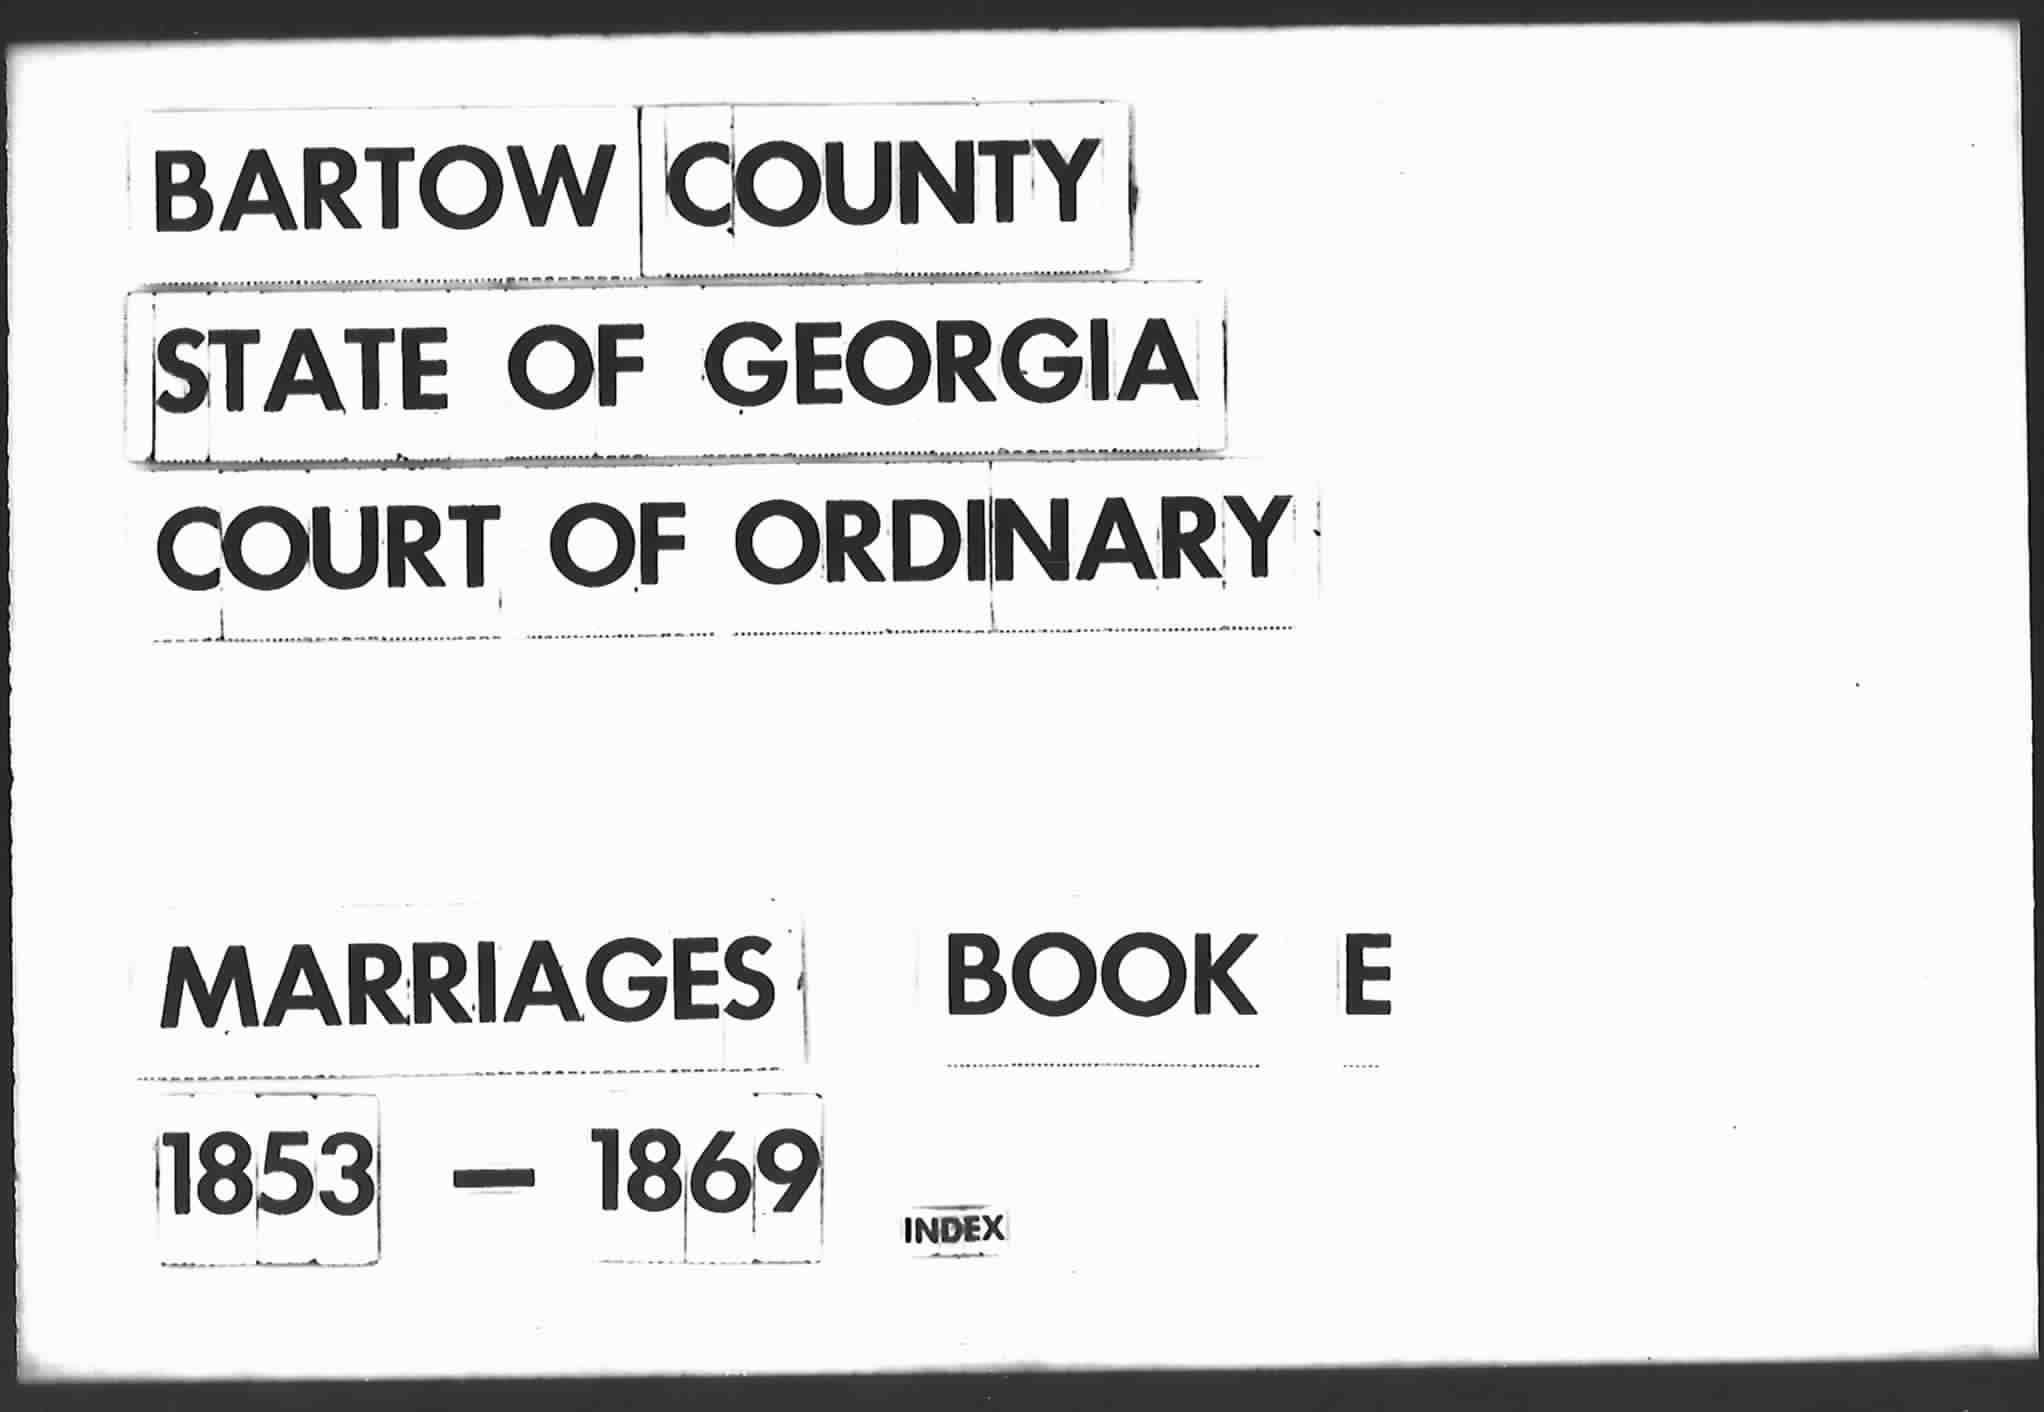 BARTOW COUNTY
STATE OF GEORGIA
COURT OF ORDINARY
MARRIAGES BOOK E
1853 — 1869 INDEX